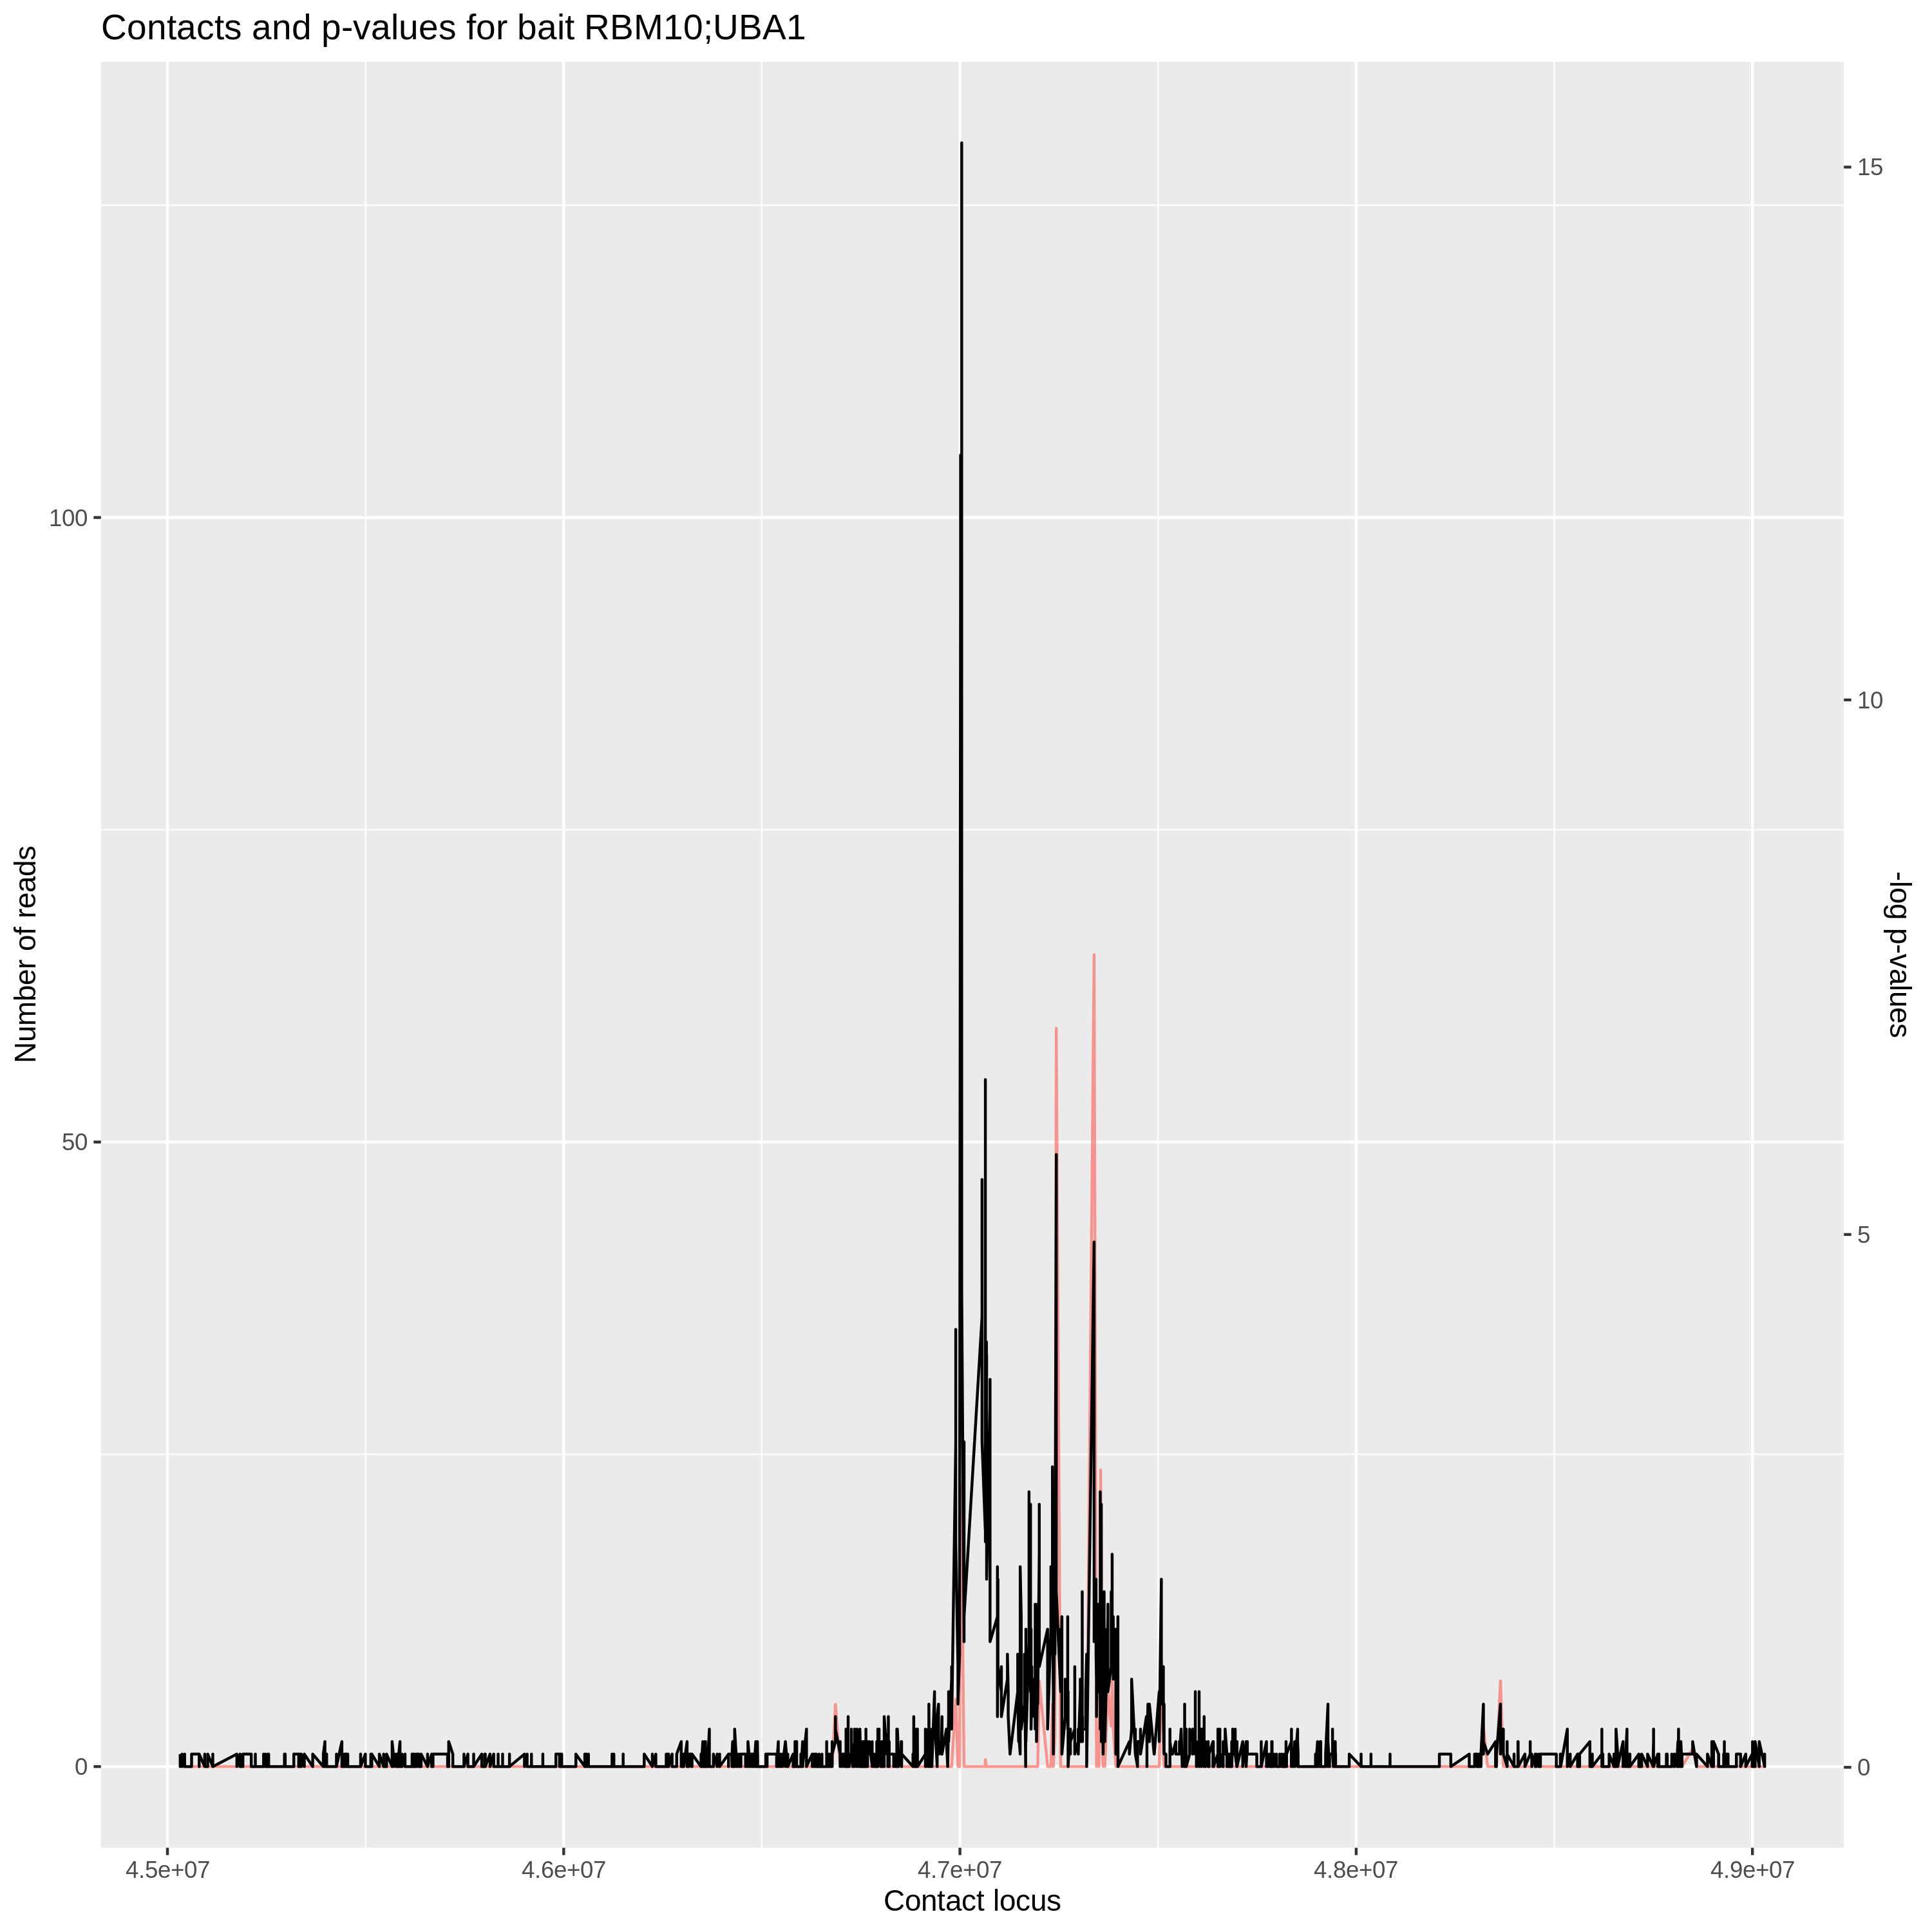 Contacts and p-values for bait RBM10;UBA1
Number of reads
100
50
0
15
10
5
0
-log p-values
4.5e+07
4.6e+07
4.7e+07
4.8e+07
4.9e+07
Contact locus